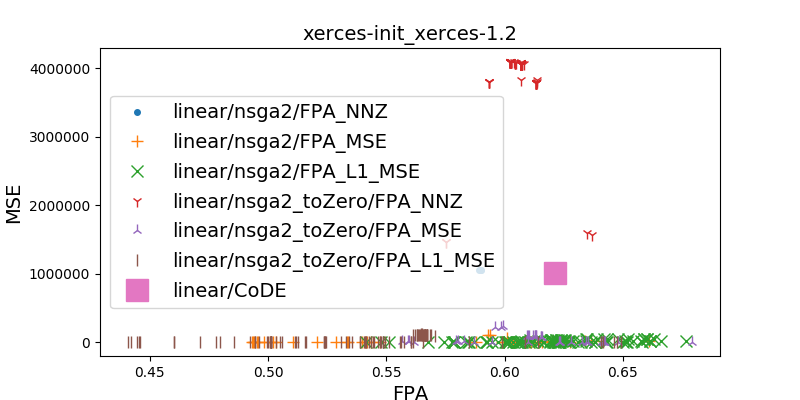 xerces-init_xerces-1.2
4000000
3000000
2000000
1000000
0
MSE
linear/nsga2/FPA_NNZ
linear/nsga2/FPA_MSE
linear/nsga2/FPA_L1_MSE
linear/nsga2_toZero/FPA_NNZ
linear/nsga2_toZero/FPA_MSE
linear/nsga2_toZero/FPA_L1_MSE
linear/CoDE
0.45 0.50 0.55 0.60 0.65
FPA